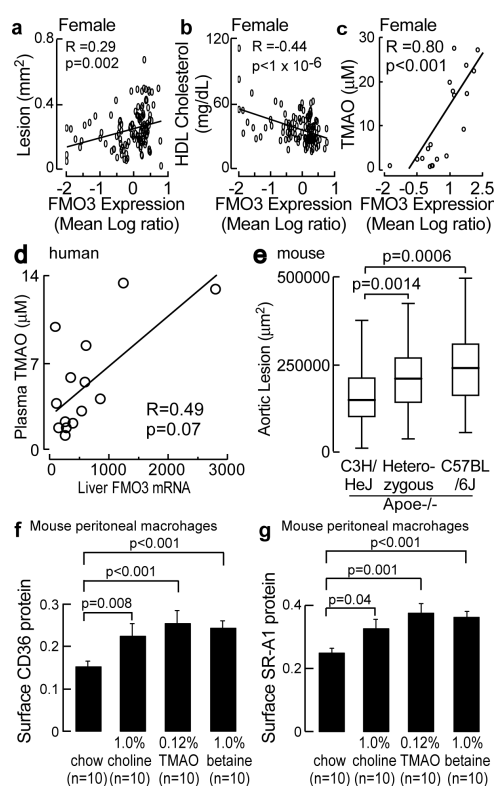 a
Female
R =0.29
p=0.002
Lesion (mm²)
0.8
0.4
0
-2
-1
0
1
FMO3 Expression
(Mean Log ratio)
b
Female
R =-0.44
p<1 x 10-6
HDL Cholesterol
(mg/dL)
120
60
0
-2
-1
0
1
FMO3 Expression
(Mean Log ratio)
c
Female
R =0.80
p<0.001
TMAO (μM)
30
20
10
0
-2
-0.5
1
2.5
FMO3 Expression
(Mean Log ratio)
d
human
Plasma TMAO (μM)
14
7
0
R=0.49
p=0.07
0
1000
2000
3000
Liver FMO3 mRNA
e
mouse
p=0.0006
p=0.0014
Aortic Lesion (μm²)
500000
250000
0
C3H/
HeJ
Hetero-
zygous
C57BL
/6J
Apoe-/-
f
Mouse peritoneal macrohages
p<0.001
p<0.001
p=0.008
Surface CD36 protein
0.3
0.2
0.1
0
chow
(n=10)
1.0%
choline
(n=10)
0.12%
TMAO
(n=10)
1.0%
betaine
(n=10)
g
Mouse peritoneal macrophages
p<0.001
p=0.001
p=0.04
Surface SR-A1 protein
0.4
0.2
0
chow
(n=10)
1.0%
choline
(n=10)
0.12%
TMAO
(n=10)
1.0%
betaine
(n=10)